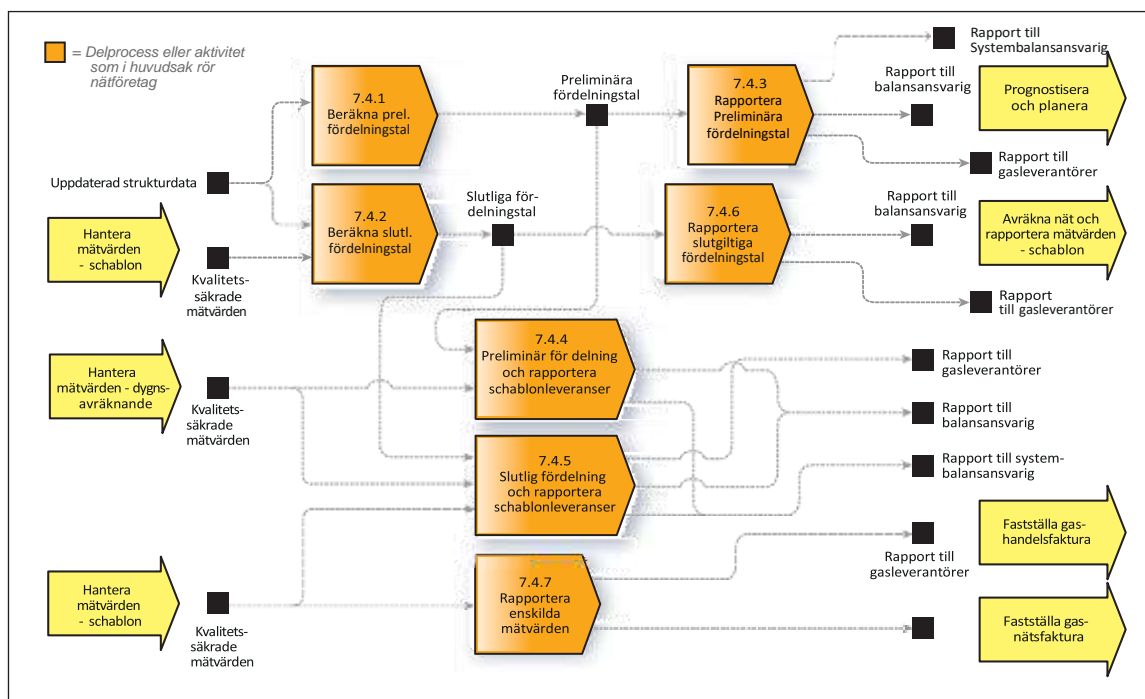 = Delprocess eller aktivitet
som i huvudsak rör
nätföretag
7.4.1
Beräkna prel.
fördelningstal
Preliminära
fördelningstal
7.4.3
Rapportera
Preliminära
fördelningstal
Rapport till
Systembalansansvarig
Rapport till
balansansvarig
Prognostisera
och planera
Rapport till
gasleverantörer
Uppdaterad strukturdata
7.4.2
Beräkna slutl.
fördelningstal
Slutliga för-
delningstal
7.4.6
Rapportera
slutgiltiga
fördelningstal
Rapport till
balansansvarig
Avräkna nät och
rapportera mätvärden
- schablon
Hantera
mätvärden
- schablon
Kvalitets-
säkrade
mätvärden
Rapport
till gasleverantörer
7.4.4
Preliminär för delning
och rapportera
schablonleveranser
Rapport till
gasleverantörer
Hantera
mätvärden - dygns-
avräknande
Kvalitets-
säkrade
mätvärden
Rapport till
balansansvarig
7.4.5
Slutlig fördelning
och rapportera
schablonleveranser
Rapport till system-
balansansvarig
Fastställa gas-
handelsfaktura
Rapport till
gasleverantörer
7.4.7
Rapportera
enskilda
mätvärden
Hantera
mätvärden
- schablon
Kvalitets-
säkrade
mätvärden
Fastställa gas-
nätsfaktura